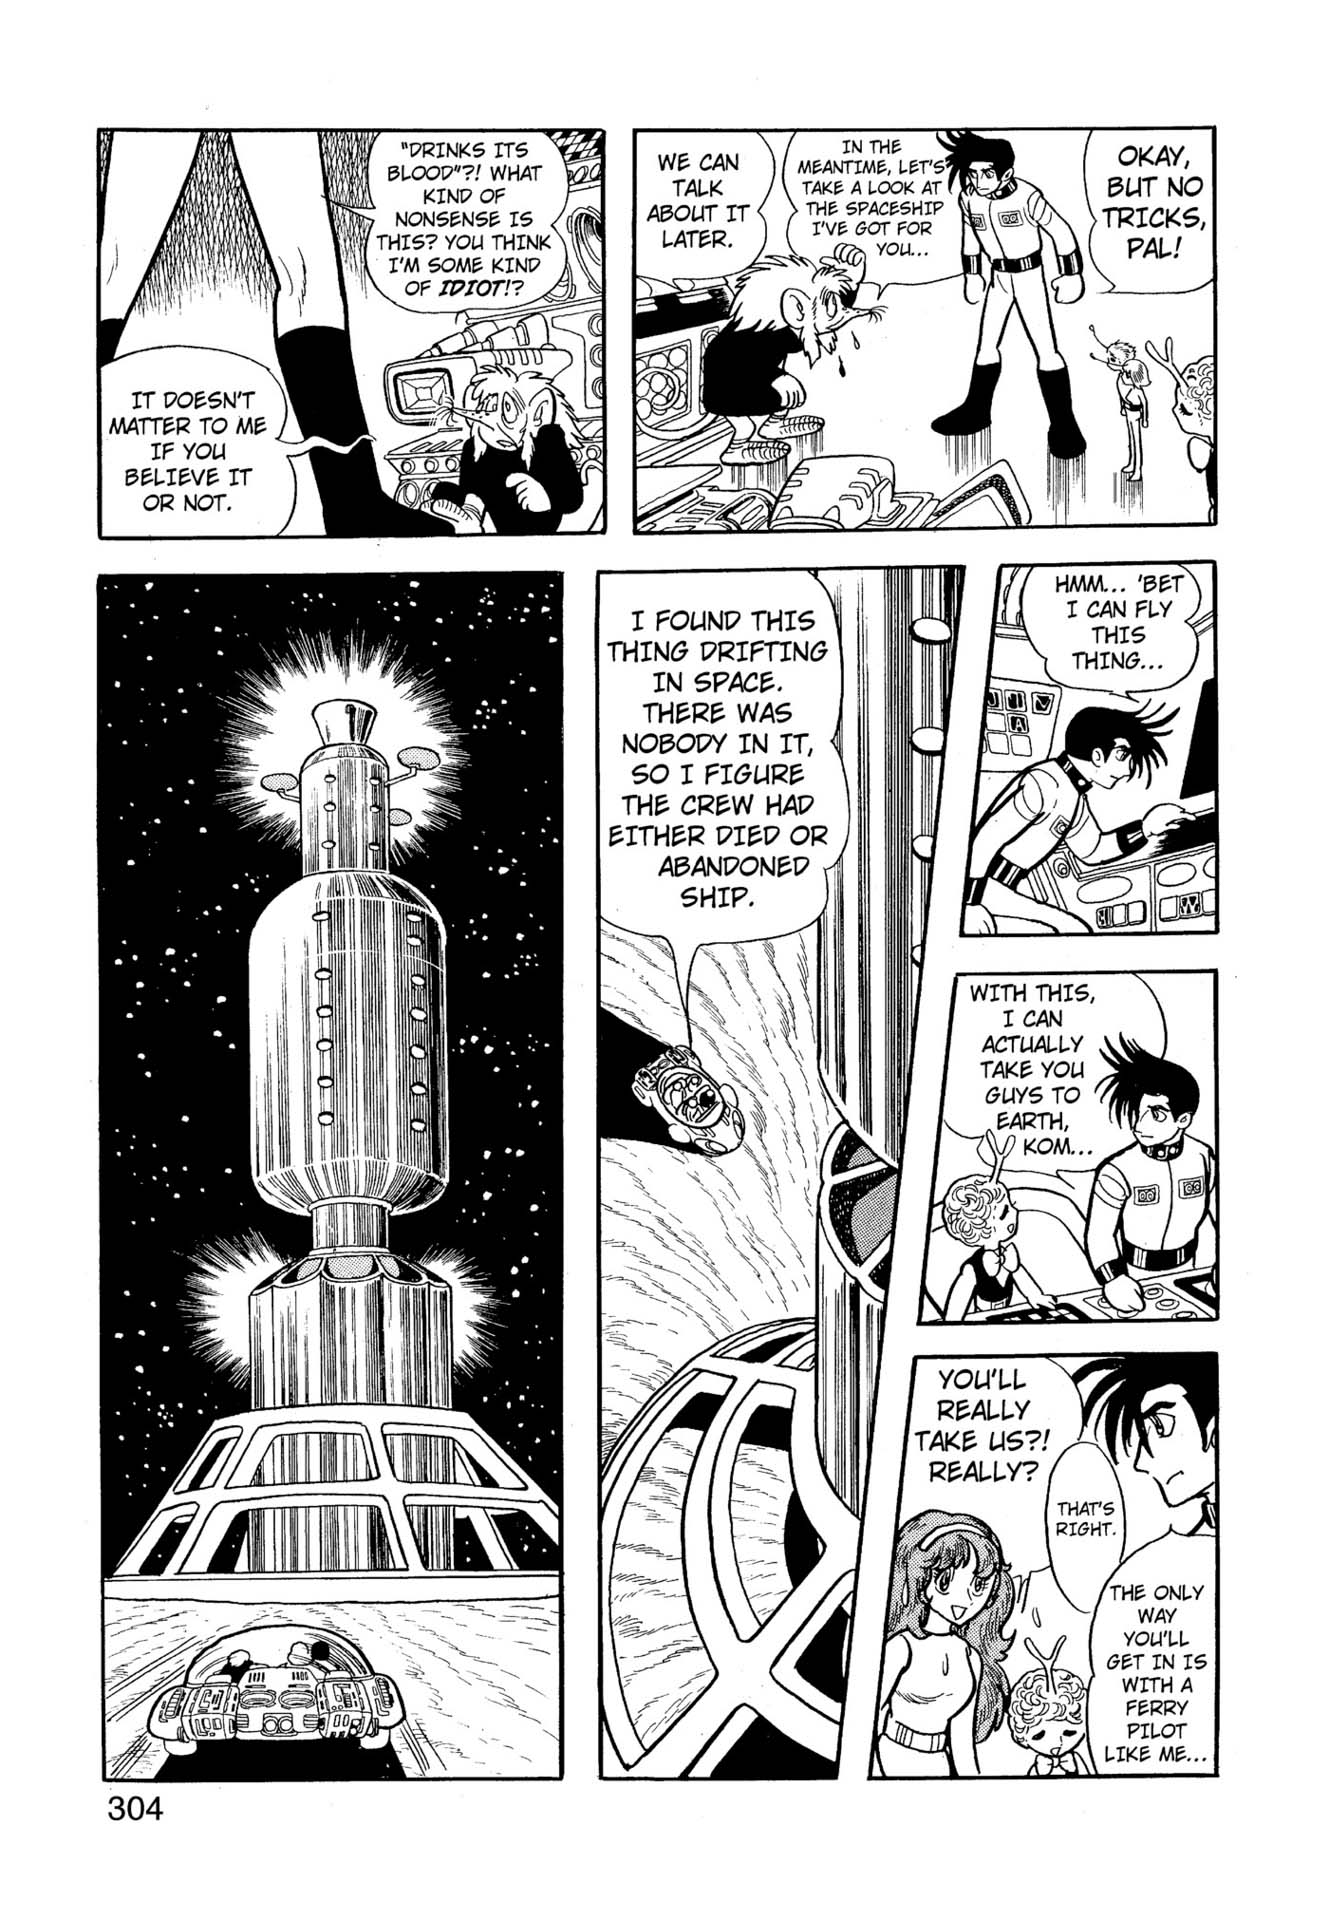 "DRINKS ITS
BLOOD"?! WHAT
KIND OF
NONSENSE IS
THIS? YOU THINK
I'M SOME KIND
OF IDIOT!?
IT DOESN'T
MATTER TO ME
IF YOU
BELIEVE IT
OR NOT.
WE CAN
TALK
ABOUT IT
LATER.
IN THE
MEANTIME, LET'S
TAKE A LOOK AT
THE SPACESHIP
I'VE GOT FOR
YOU...
OKAY,
BUT NO
TRICKS,
PAL!
I FOUND THIS
THING DRIFTING
IN SPACE.
THERE WAS
NOBODY IN IT,
SO I FIGURE
THE CREW HAD
EITHER DIED OR
ABANDONED
SHIP.
HMM... 'BET
I CAN FLY
THIS
THING...
A
W
WITH THIS,
I CAN
ACTUALLY
TAKE YOU
GUYS TO
EARTH,
KOM...
YOU'LL
REALLY
TAKE US?!
REALLY?
THAT'S
RIGHT.
THE ONLY
WAY
YOU'LL
GET IN IS
WITH A
FERRY
PILOT
LIKE ME...
304